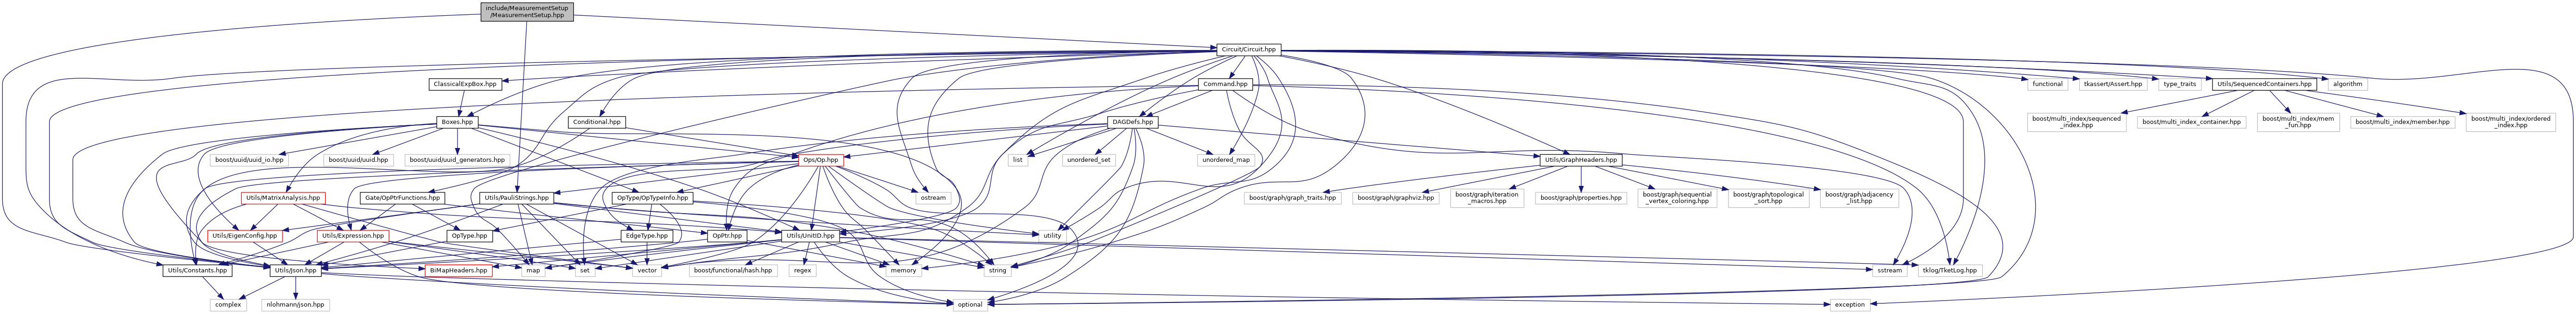 include/MeasurementSetup
/MeasurementSetup.hpp
Circuit/Circuit.hpp
ClassicalExpBox.hpp
Command.hpp
functional
tkassert/Assert.hpp
type_traits
Utils/SequencedContainers.hpp
algorithm
Boxes.hpp
Conditional.hpp
DAGDefs.hpp
boost/multi_index/sequenced
_index.hpp
boost/multi_index_container.hpp
boost/multi_index/mem
_fun.hpp
boost/multi_index/member.hpp
boost/multi_index/ordered
_index.hpp
boost/uuid/uuid_io.hpp
boost/uuid/uuid.hpp
boost/uuid/uuid_generators.hpp
Ops/Op.hpp
list
unordered_set
unordered_map
Utils/GraphHeaders.hpp
Utils/MatrixAnalysis.hpp
Gate/OpPtrFunctions.hpp
Utils/PauliStrings.hpp
OpType/OpTypeInfo.hpp
ostream
boost/graph/graph_traits.hpp
boost/graph/graphviz.hpp
boost/graph/iteration
_macros.hpp
boost/graph/properties.hpp
boost/graph/sequential
_vertex_coloring.hpp
boost/graph/topological
_sort.hpp
boost/graph/adjacency
_list.hpp
Utils/EigenConfig.hpp
Utils/Expression.hpp
OpType.hpp
EdgeType.hpp
OpPtr.hpp
Utils/UnitID.hpp
utility
Utils/Constants.hpp
Utils/Json.hpp
BiMapHeaders.hpp
map
set
vector
boost/functional/hash.hpp
regex
memory
string
sstream
tklog/TketLog.hpp
complex
nlohmann/json.hpp
optional
exception